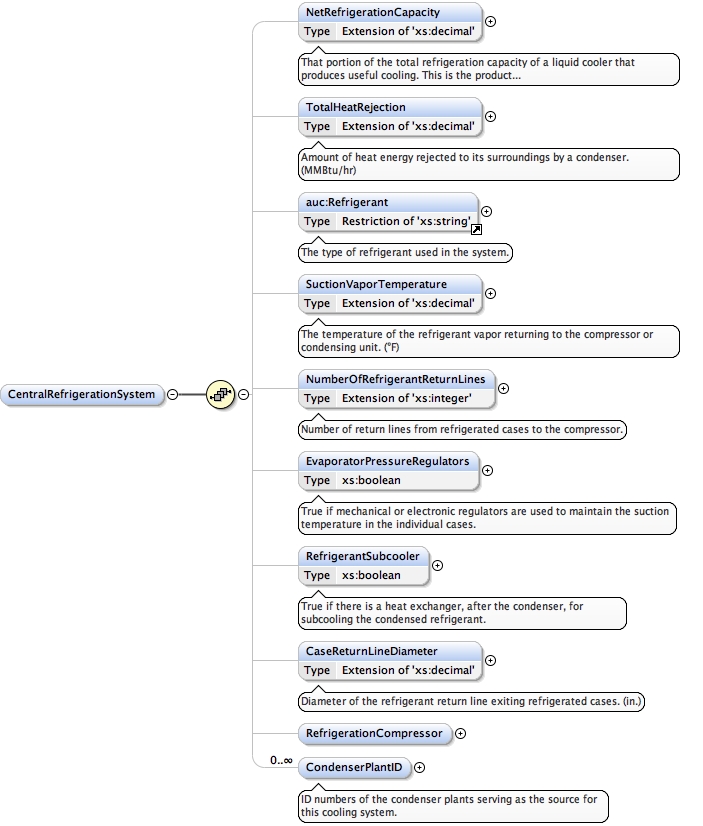 NetRefrigerationCapacity
Type Extension of 'xs:decimal'
That portion of the total refrigeration capacity of a liquid cooler that
produces useful cooling. This is the product...
TotalHeatRejection
Type Extension of 'xs:decimal'
Amount of heat energy rejected to its surroundings by a condenser.
(MMBtu/hr)
auc:Refrigerant
Type Restriction of 'xs:string'
The type of refrigerant used in the system.
SuctionVaporTemperature
Type Extension of 'xs:decimal'
The temperature of the refrigerant vapor returning to the compressor or
condensing unit. (°F)
CentralRefrigerationSystem
NumberOfRefrigerantReturnLines
Type Extension of 'xs:integer'
Number of return lines from refrigerated cases to the compressor.
EvaporatorPressureRegulators
Type xs:boolean
True if mechanical or electronic regulators are used to maintain the suction
temperature in the individual cases.
RefrigerantSubcooler
Type xs:boolean
True if there is a heat exchanger, after the condenser, for
subcooling the condensed refrigerant.
CaseReturnLineDiameter
Type Extension of 'xs:decimal'
Diameter of the refrigerant return line exiting refrigerated cases. (in.)
RefrigerationCompressor
0..∞
CondenserPlantID
ID numbers of the condenser plants serving as the source for
this cooling system.